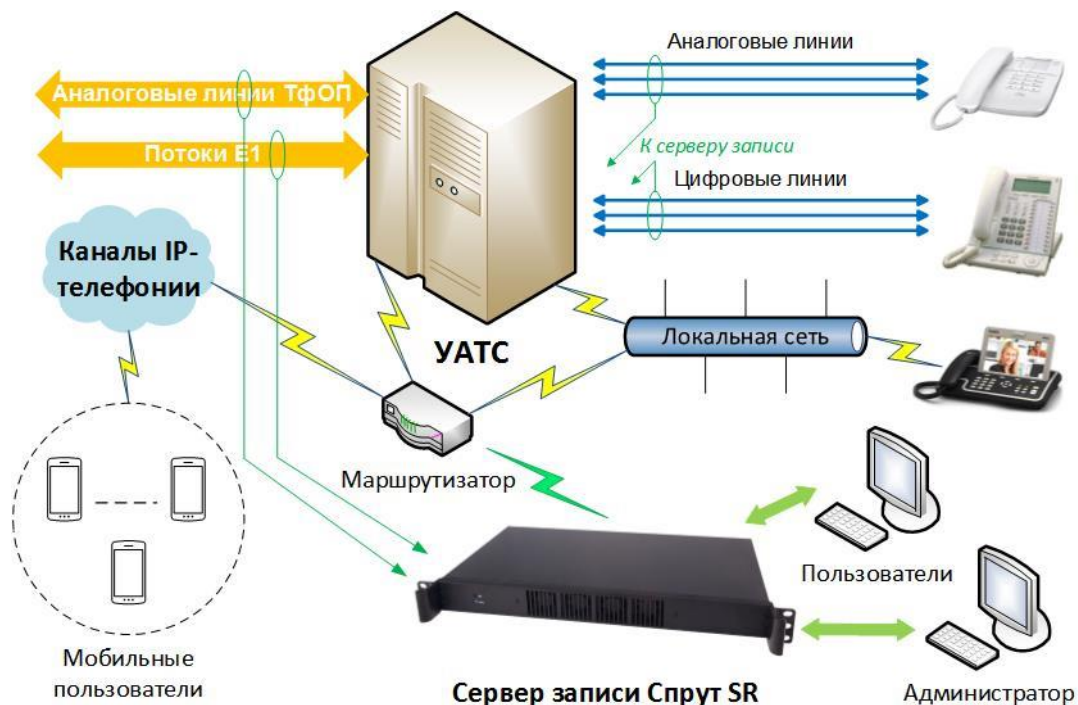 Аналоговые линии
Аналоговые линии ТфОП
К серверу записи
Потоки Е1
Цифровые линии
Каналы IP-
телефонии
УАТС
Локальная сеть
Маршрутизатор
Пользователи
Мобильные
пользователи
Сервер записи Спрут SR
Администратор